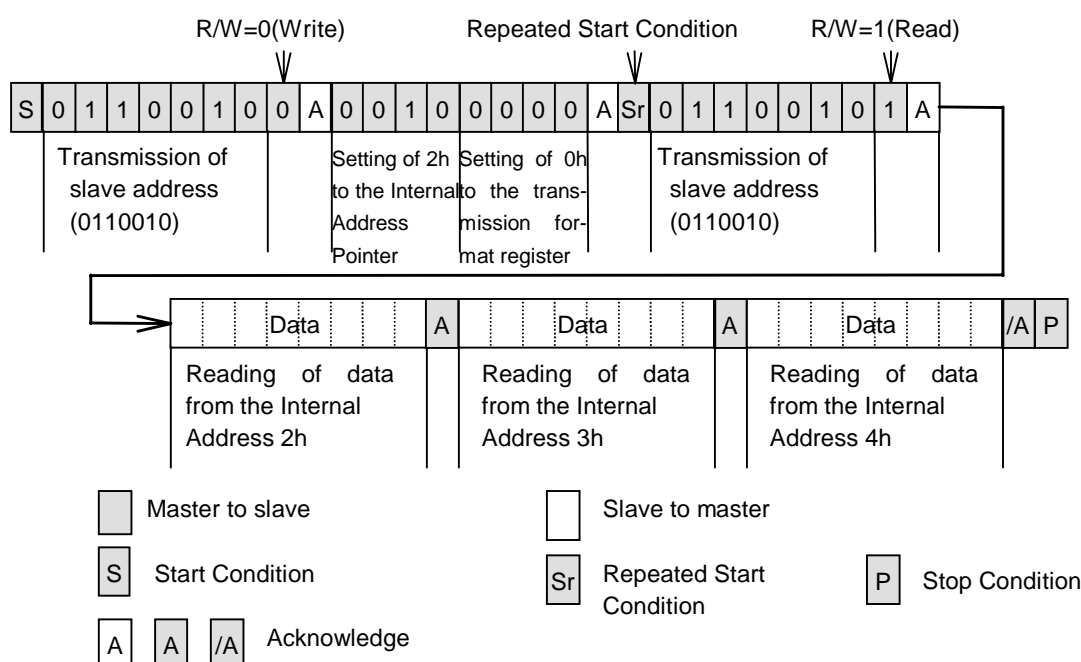 R/W=0(Write) Repeated Start Condition R/W=1(Read)
S 0 1 1 0 0 1 0 0 A 0 0 1 0 0 0 0 0 A Sr 0 1 1 0 0 1 0 1 A
Transmission of
slave address
(0110010)
Setting of 2h
to the Internal
Address
Pointer
Setting of 0h
to the trans-
mission for-
mat register
Transmission of
slave address
(0110010)
Data A Data A Data /A P
Reading of data
from the Internal
Address 2h
Reading of data
from the Internal
Address 3h
Reading of data
from the Internal
Address 4h
Master to slave
Slave to master
S Start Condition
Sr Repeated Start
Condition
P Stop Condition
A A /A Acknowledge